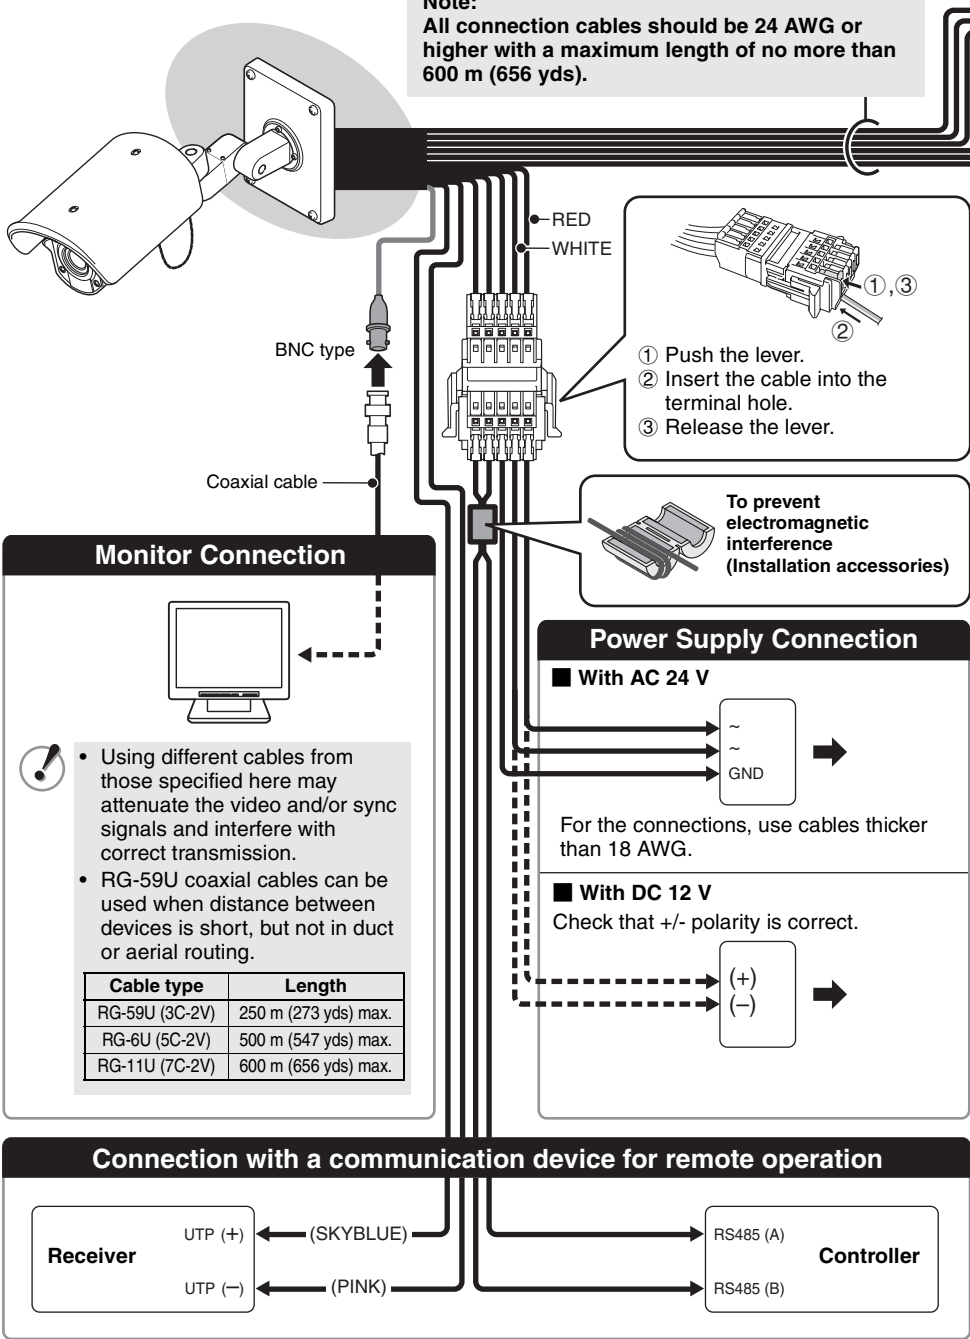 Note:
All connection cables should be 24 AWG or
higher with a maximum length of no more than
600 m (656 yds).
RED
WHITE
①,③
②
① Push the lever.
② Insert the cable into the
terminal hole.
③ Release the lever.
BNC type
Coaxial cable
To prevent
electromagnetic
interference
(Installation accessories)
Monitor Connection
• Using different cables from
those specified here may
attenuate the video and/or sync
signals and interfere with
correct transmission.
• RG-59U coaxial cables can be
used when distance between
devices is short, but not in duct
or aerial routing.
Cable type Length
RG-59U (3C-2V) 250 m (273 yds) max.
RG-6U (5C-2V) 500 m (547 yds) max.
RG-11U (7C-2V) 600 m (656 yds) max.
Power Supply Connection
■ With AC 24 V
~
~
GND
For the connections, use cables thicker
than 18 AWG.
■ With DC 12 V
Check that +/- polarity is correct.
(+)
(–)
Connection with a communication device for remote operation
Receiver
UTP (+)
(SKYBLUE)
UTP (–)
(PINK)
RS485 (A)
Controller
RS485 (B)